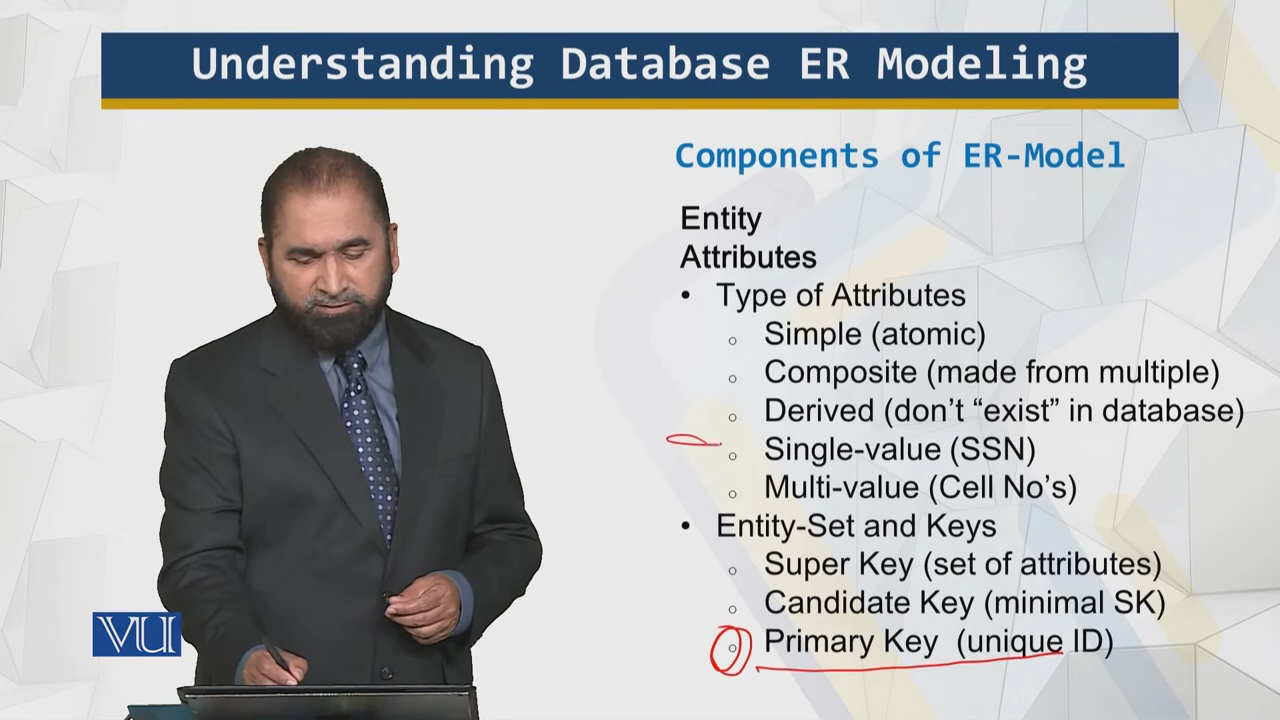 Understanding Database ER Modeling
Components of ER-Model
Entity
Attributes
• Type of Attributes
o Simple (atomic)
o Composite (made from multiple)
o Derived (don’t “exist” in database)
o Single-value (SSN)
o Multi-value (Cell No’s)
• Entity-Set and Keys
o Super Key (set of attributes)
o Candidate Key (minimal SK)
o Primary Key (unique ID)
VU